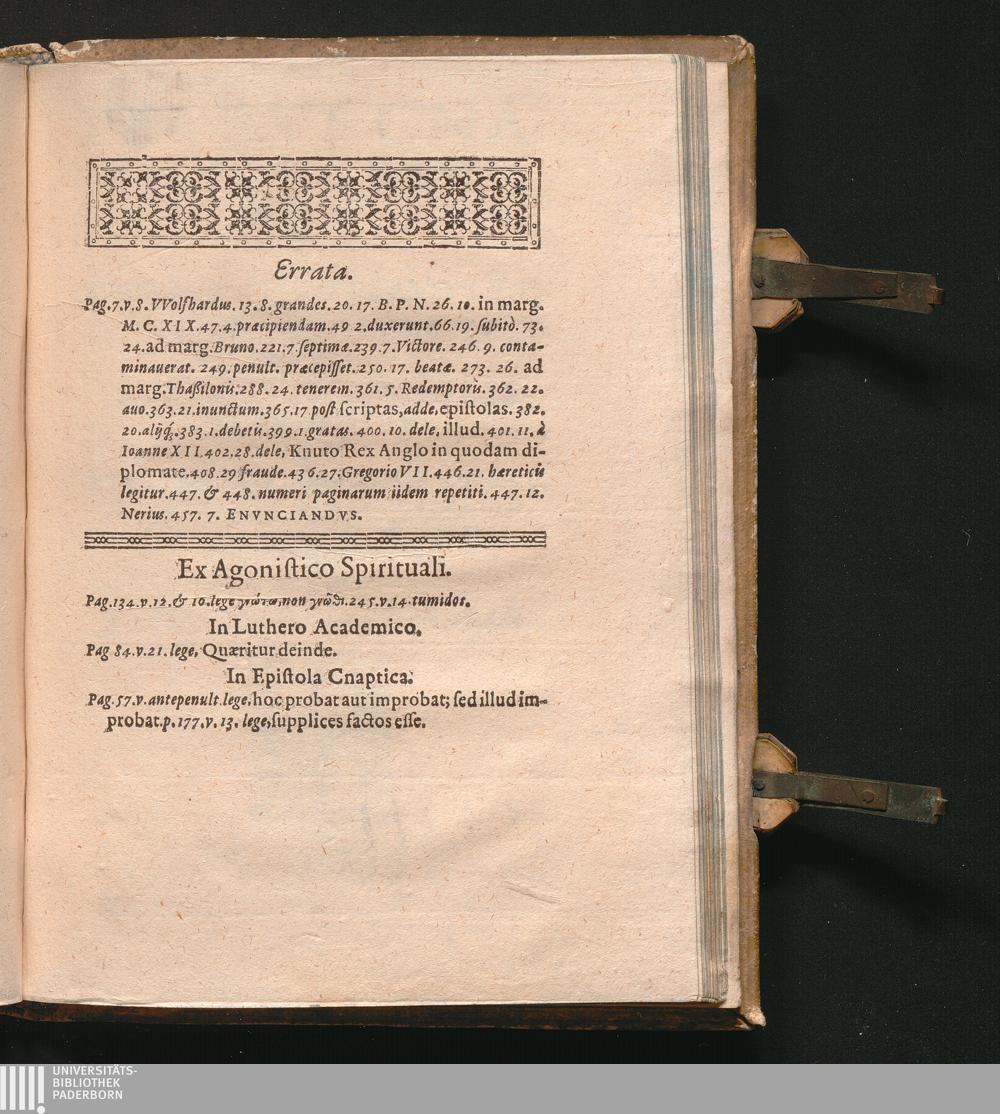 Errata.
Pag.7.v.8. VVolfhardus. 13.8. grandes. 20. 17. B. P. N. 26. 10. in marg.
M. C. XIX. 47.4. præcipiendam. 49 2. duxerunt. 66. 19. ſubitò. 73.
24. ad marg. Bruno. 221. 7. ſeptimæ. 239. 7. Victore. 246. 9. conta-
minauerat. 249. penult. præcepiſſet. 250. 17. beatæ. 273. 26. ad
marg. Thaßilonis. 288. 24. tenerem. 361. 5. Redemptoris. 362. 22.
auo. 363. 21. inunctum. 365. 17 poſt ſcriptas, adde, epiſtolas. 382.
20. alijq́;. 383. 1. debetis. 399. 1. gratas. 400. 10. dele, illud. 401. 11. à
Ioanne XII. 402. 28. dele, Knuto Rex Anglo in quodam di-
plomate. 408. 29 fraude. 436. 27. Gregorio VII. 446. 21. hæreticis
legitur. 447. & 448. numeri paginarum iidem repetiti. 447. 12.
Nerius. 457. 7. ENVNCIANDVS.
Ex Agoniſtico Spirituali.
Pag. 134. v. 12. & 10. lege γνώτω, non γνῶθι. 245. v. 14. tumidos.
In Luthero Academico.
Pag 84. v. 21. lege, Quæritur deinde.
In Epiſtola Cnaptica.
Pag. 57. v. antepenult. lege, hoc probat aut improbat; ſed illud im-
probat. p. 177. v. 13. lege, ſupplices factos eſſe.
UNIVERSITÄTS-
BIBLIOTHEK
PADERBORN